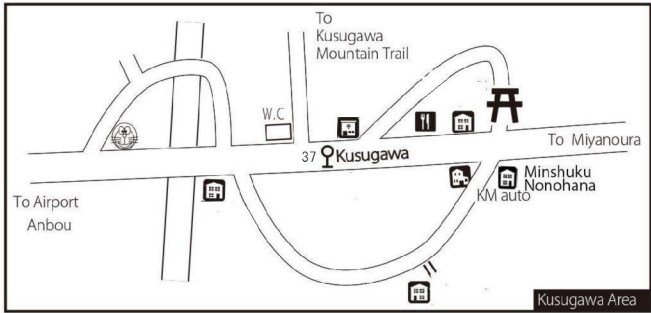 To
Kusugawa
Mountain Trail
W.C
37 Kusugawa
To Miyanoura
Minshuku
Nonohana
KM auto
To Airport
Anbou
Kusugawa Area